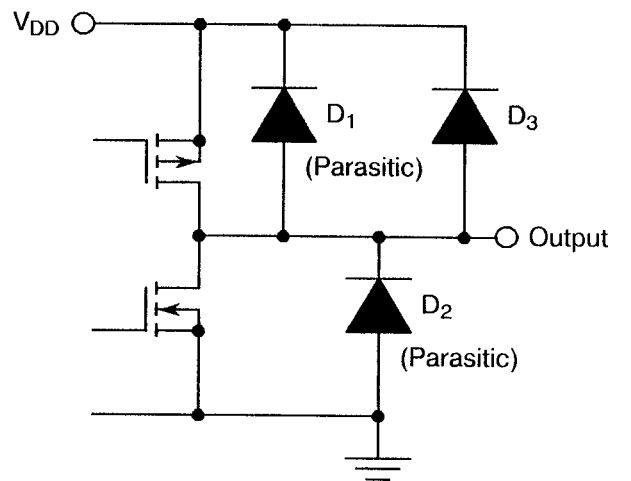 VDD
D1
(Parasitic)
D3
Output
D2
(Parasitic)